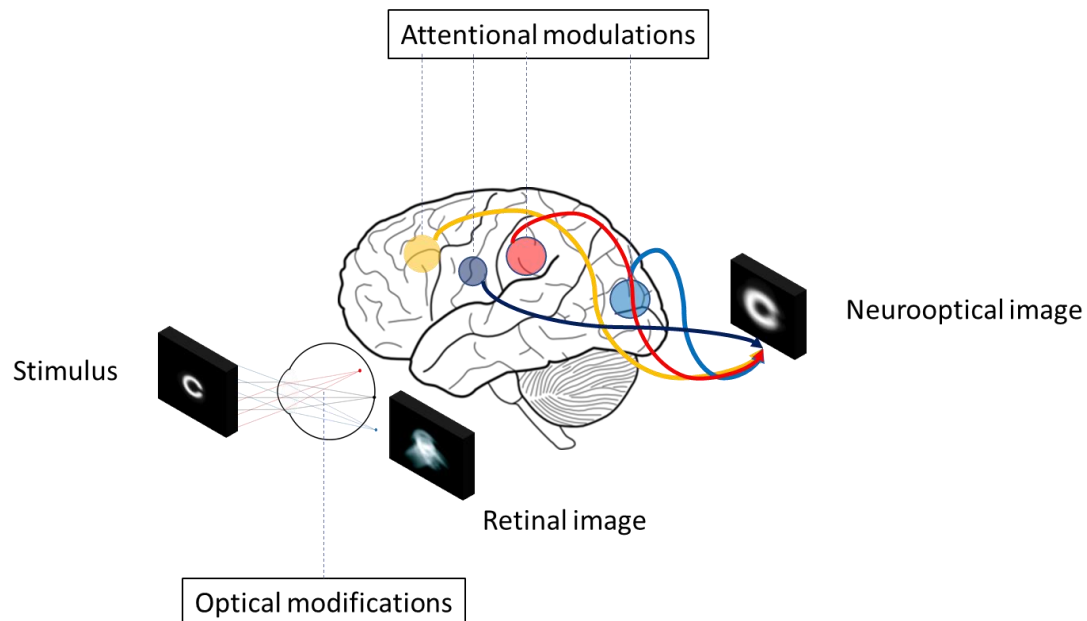 Attentional modulations
Neurooptical image
Stimulus
Retinal image
Optical modifications